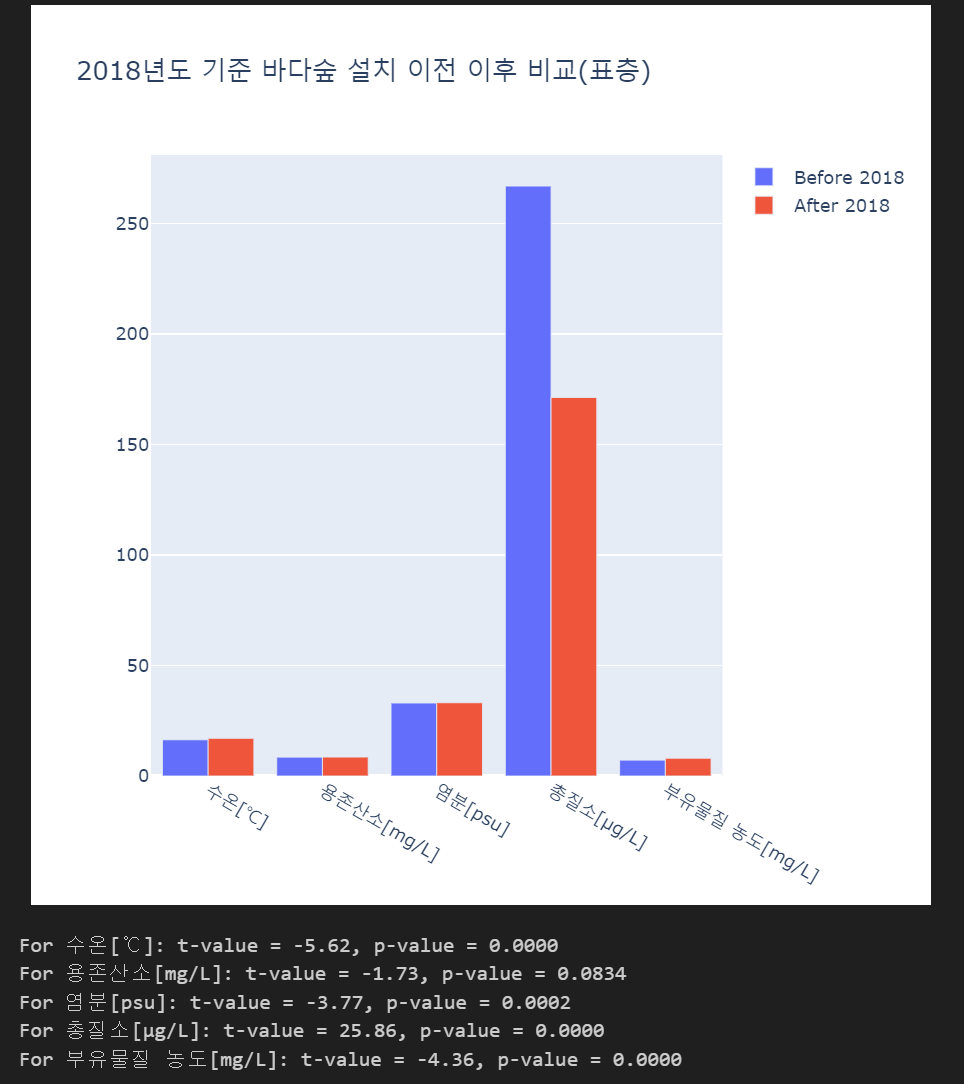 2018년도 기준 바다숲 설치 이전 이후 비교(표층)
Before 2018
After 2018
250
200
150
100
50
0
수온[℃]
용존산소[mg/L]
염분[psu]
총질소[μg/L]
부유물질 농도[mg/L]
For 수온[℃]: t-value = -5.62, p-value = 0.0000
For 용존산소[mg/L]: t-value = -1.73, p-value = 0.0834
For 염분[psu]: t-value = -3.77, p-value = 0.0002
For 총질소[μg/L]: t-value = 25.86, p-value = 0.0000
For 부유물질 농도[mg/L]: t-value = -4.36, p-value = 0.0000